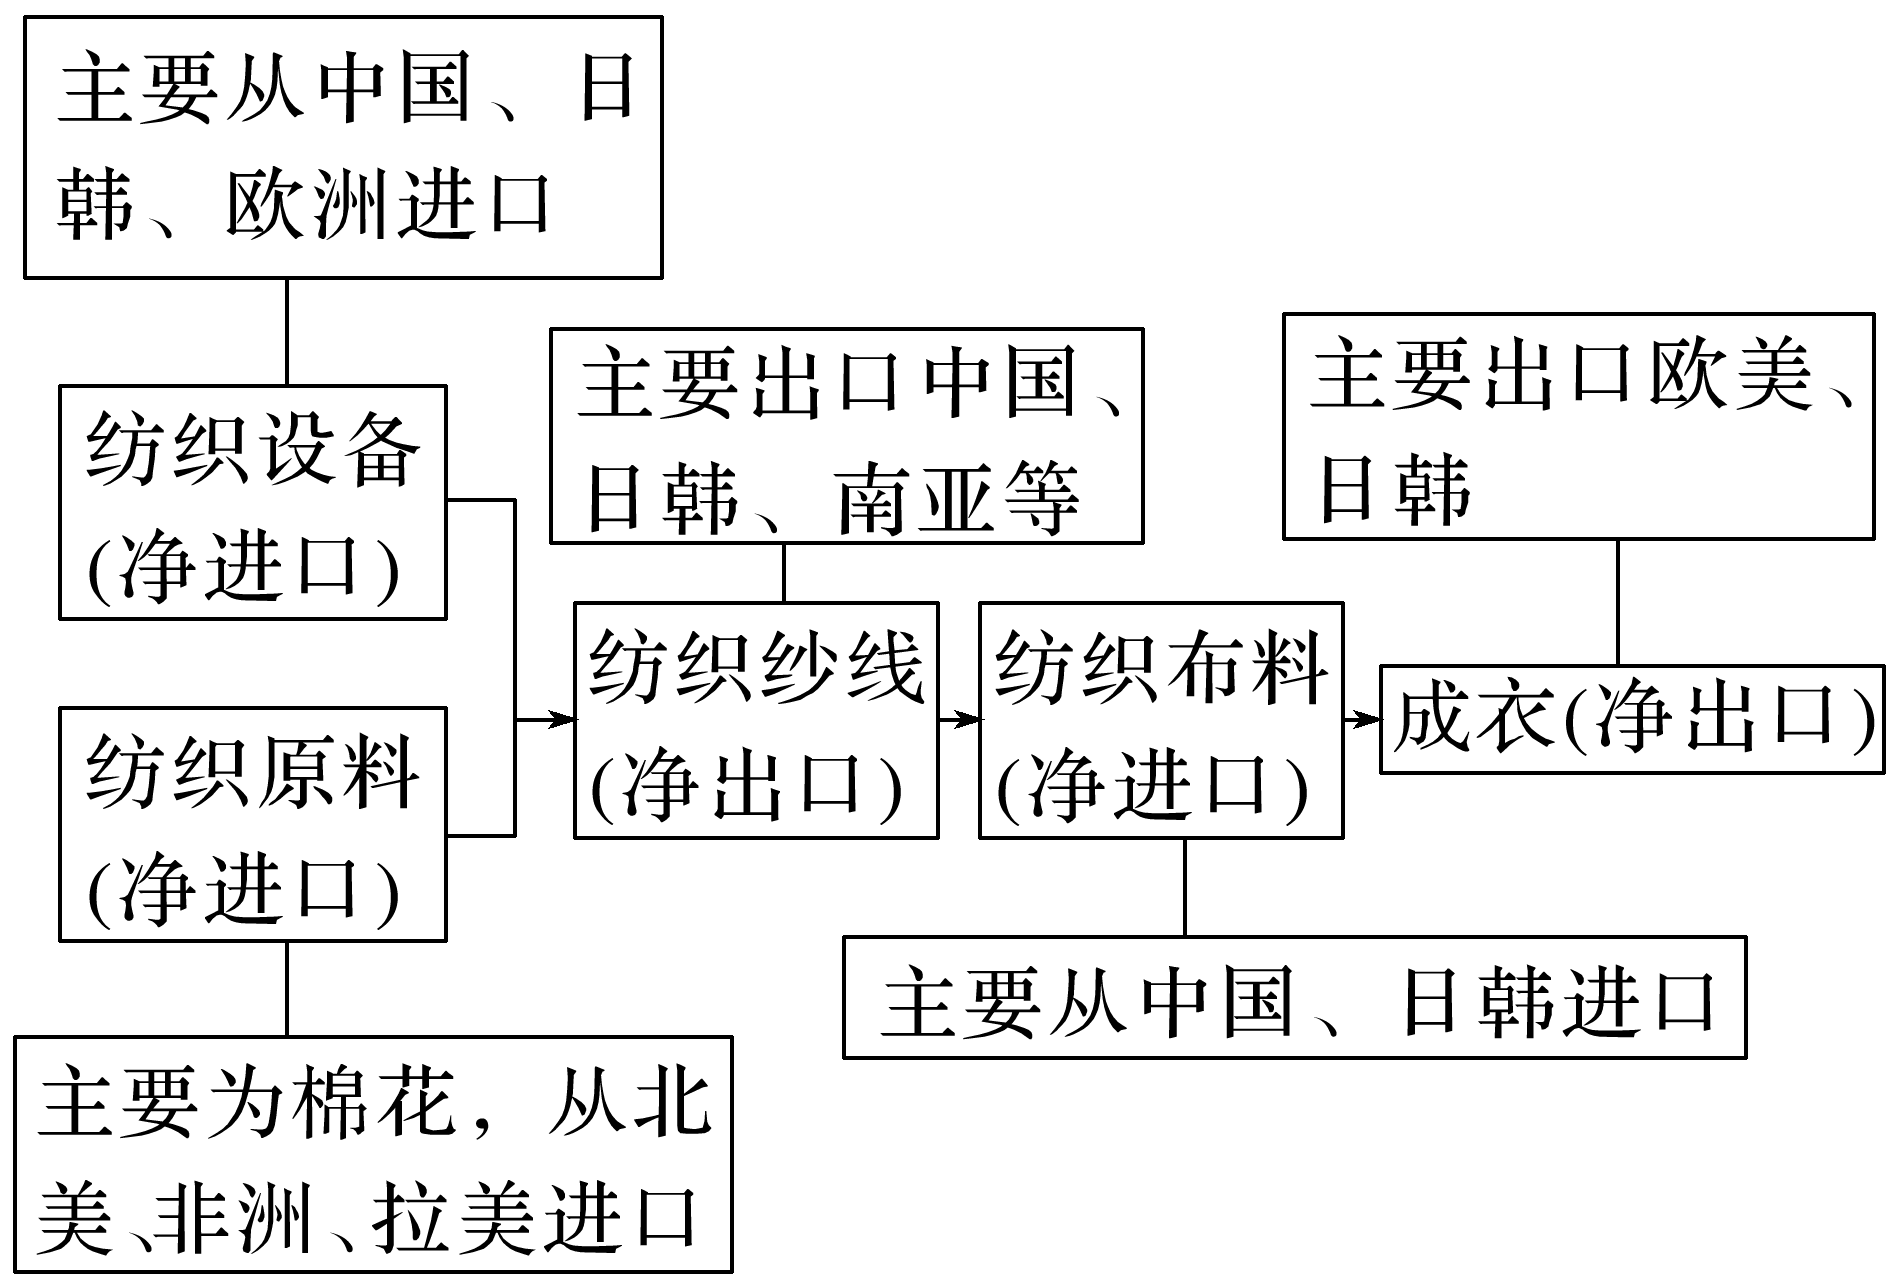 主要从中国、日
韩、欧洲进口
纺织设备
(净进口)
纺织原料
(净进口)
主要为棉花，从北
美、非洲、拉美进口
主要出口中国、
日韩、南亚等
纺织纱线
(净出口)
纺织布料
(净进口)
主要从中国、日韩进口
主要出口欧美、
日韩
成衣(净出口)